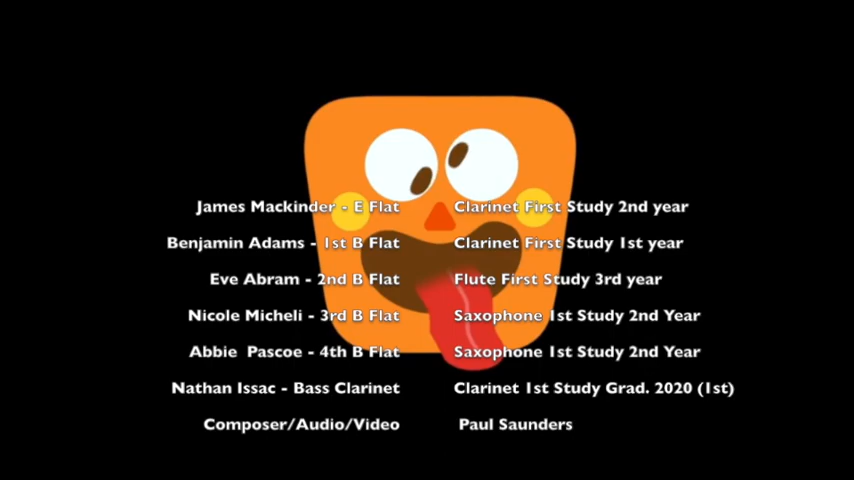 James Mackinder - E Flat Clarinet First Study 2nd year
Benjamin Adams - 1st B Flat Clarinet First Study 1st year
Eve Abram - 2nd B Flat Flute First Study 3rd year
Nicole Micheli - 3rd B Flat Saxophone 1st Study 2nd Year
Abbie Pascoe - 4th B Flat Saxophone 1st Study 2nd Year
Nathan Issac - Bass Clarinet Clarinet 1st Study Grad. 2020 (1st)
Composer/Audio/Video Paul Saunders